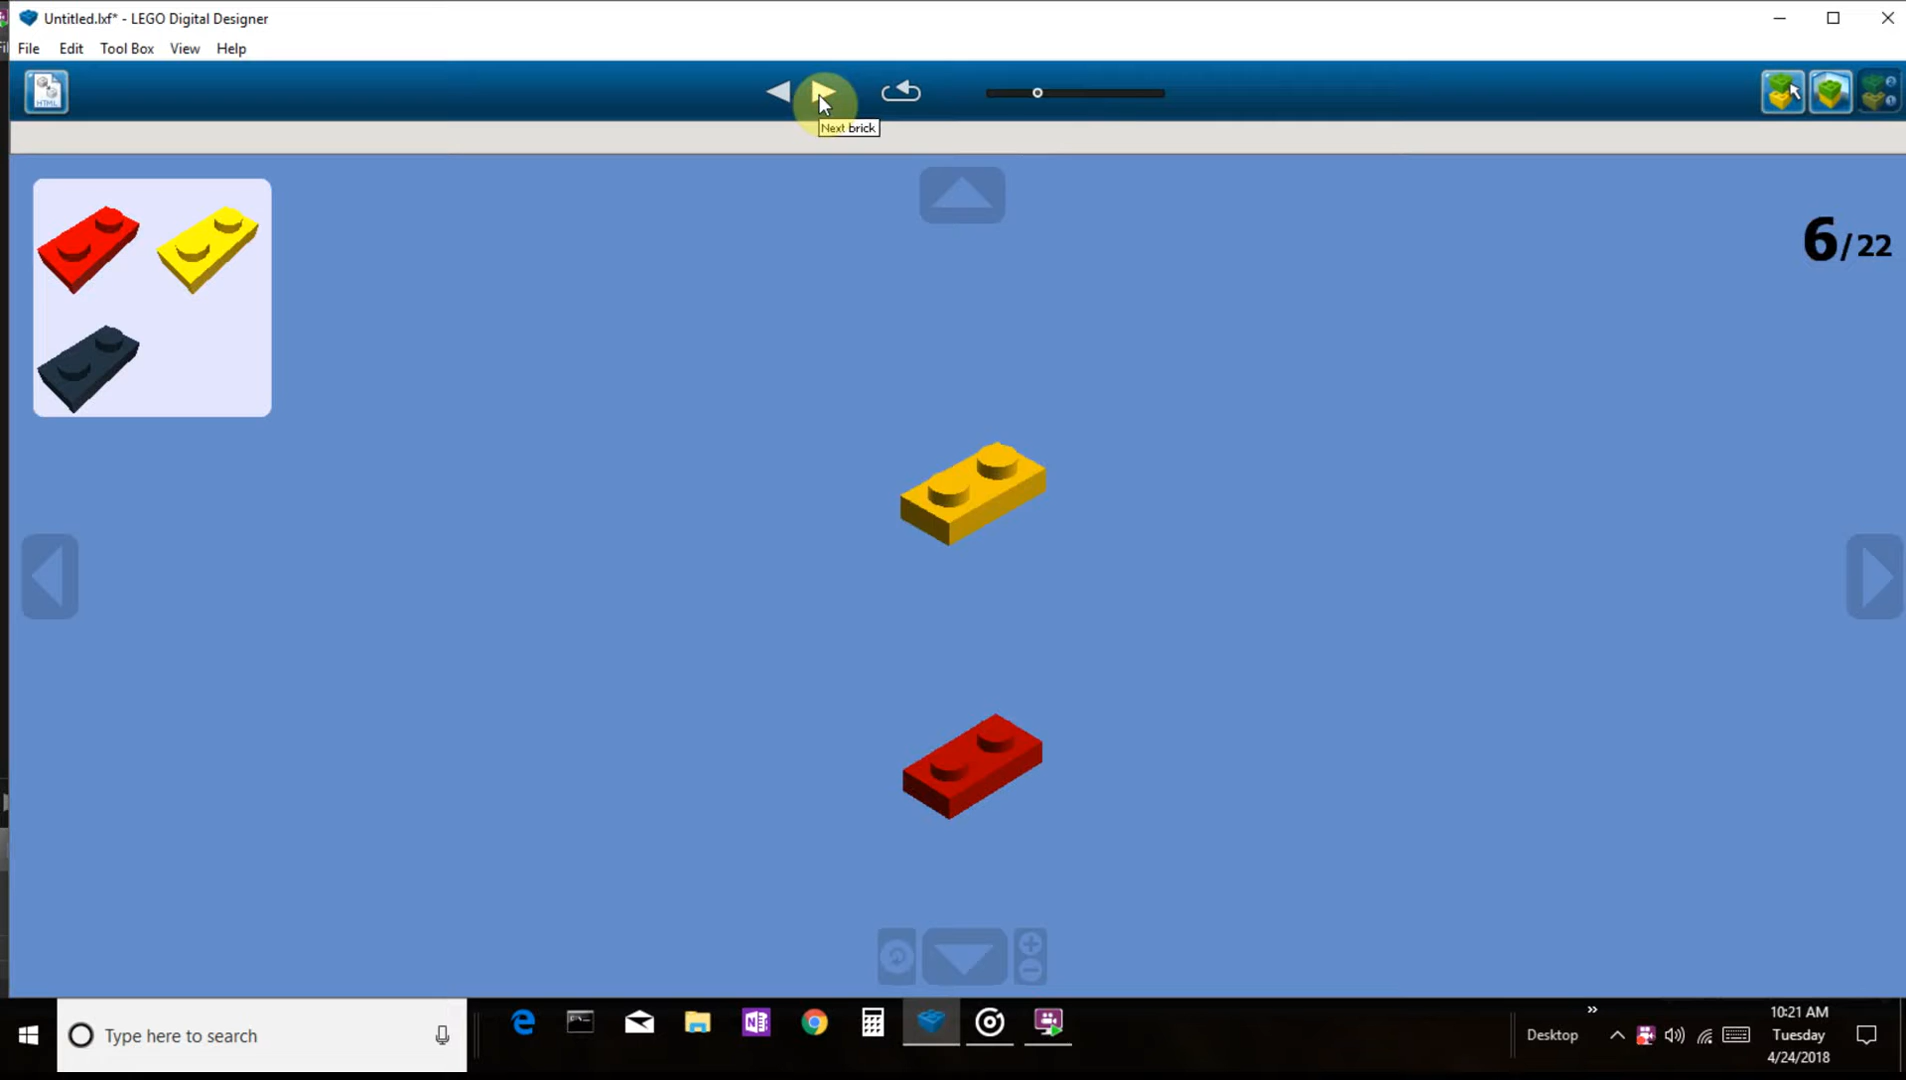 Untitled.lxf* - LEGO Digital Designer
File Edit Tool Box View Help
HTML
Next brick
6/22
Type here to search
Desktop
10:21 AM
Tuesday
4/24/2018